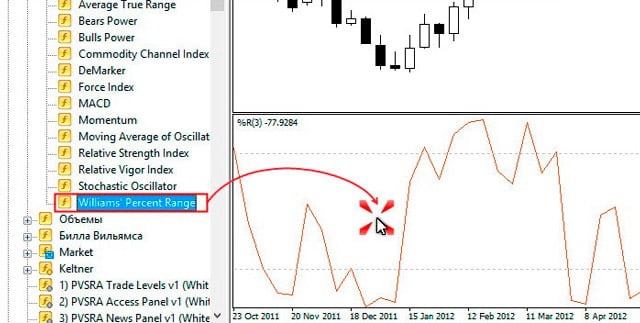 Average True Range
Bears Power
Bulls Power
Commodity Channel Index
DeMarker
Force Index
MACD
Momentum
Moving Average of Oscillat
Relative Strength Index
Relative Vigor Index
Stochastic Oscillator
Williams' Percent Range
Объемы
Билла Вильямса
Market
Keltner
1) PVSRA Trade Levels v1 (Whit
2) PVSRA Access Panel v1 (Whi
3) PVSRA News Panel v1 (Whit
%R(3) -77.9284
23 Oct 2011
20 Nov 2011
18 Dec 2011
15 Jan 2012
12 Feb 2012
11 Mar 2012
8 Apr 2012